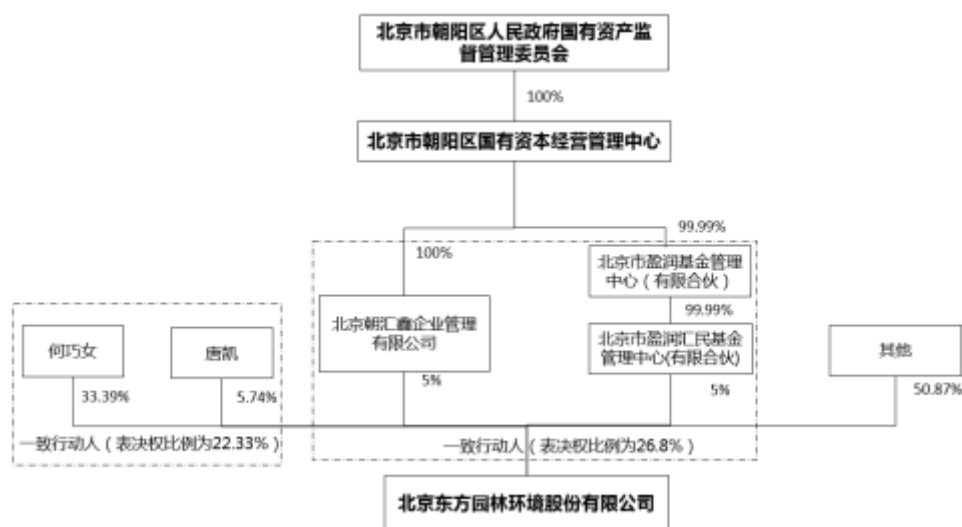 北京市朝阳区人民政府国有资产监
督管理委员会
100%
北京市朝阳区国有资本经营管理中心
99.99%
100%
北京市盈润基金管理
中心（有限合伙）
99.99%
北京朝汇鑫企业管理
有限公司
北京市盈润汇民基金
管理中心(有限合伙)
何巧女
唐凯
其他
33.39%
5.74%
5%
5%
50.87%
一致行动人（表决权比例为22.33%）
一致行动人（表决权比例为26.8%）
北京东方园林环境股份有限公司